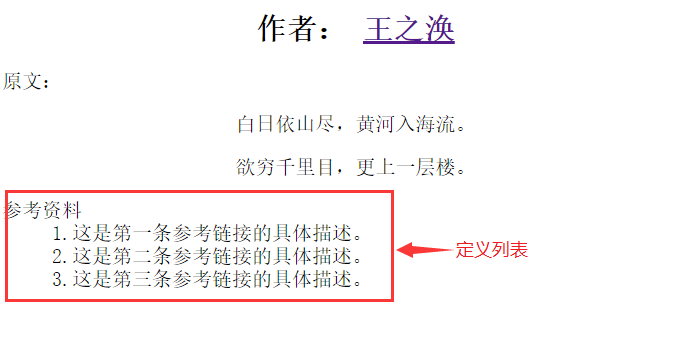 作者： 王之涣
原文：
白日依山尽，黄河入海流。
欲穷千里目，更上一层楼。
参考资料
1.这是第一条参考链接的具体描述。
2.这是第二条参考链接的具体描述。
3.这是第三条参考链接的具体描述。
定义列表